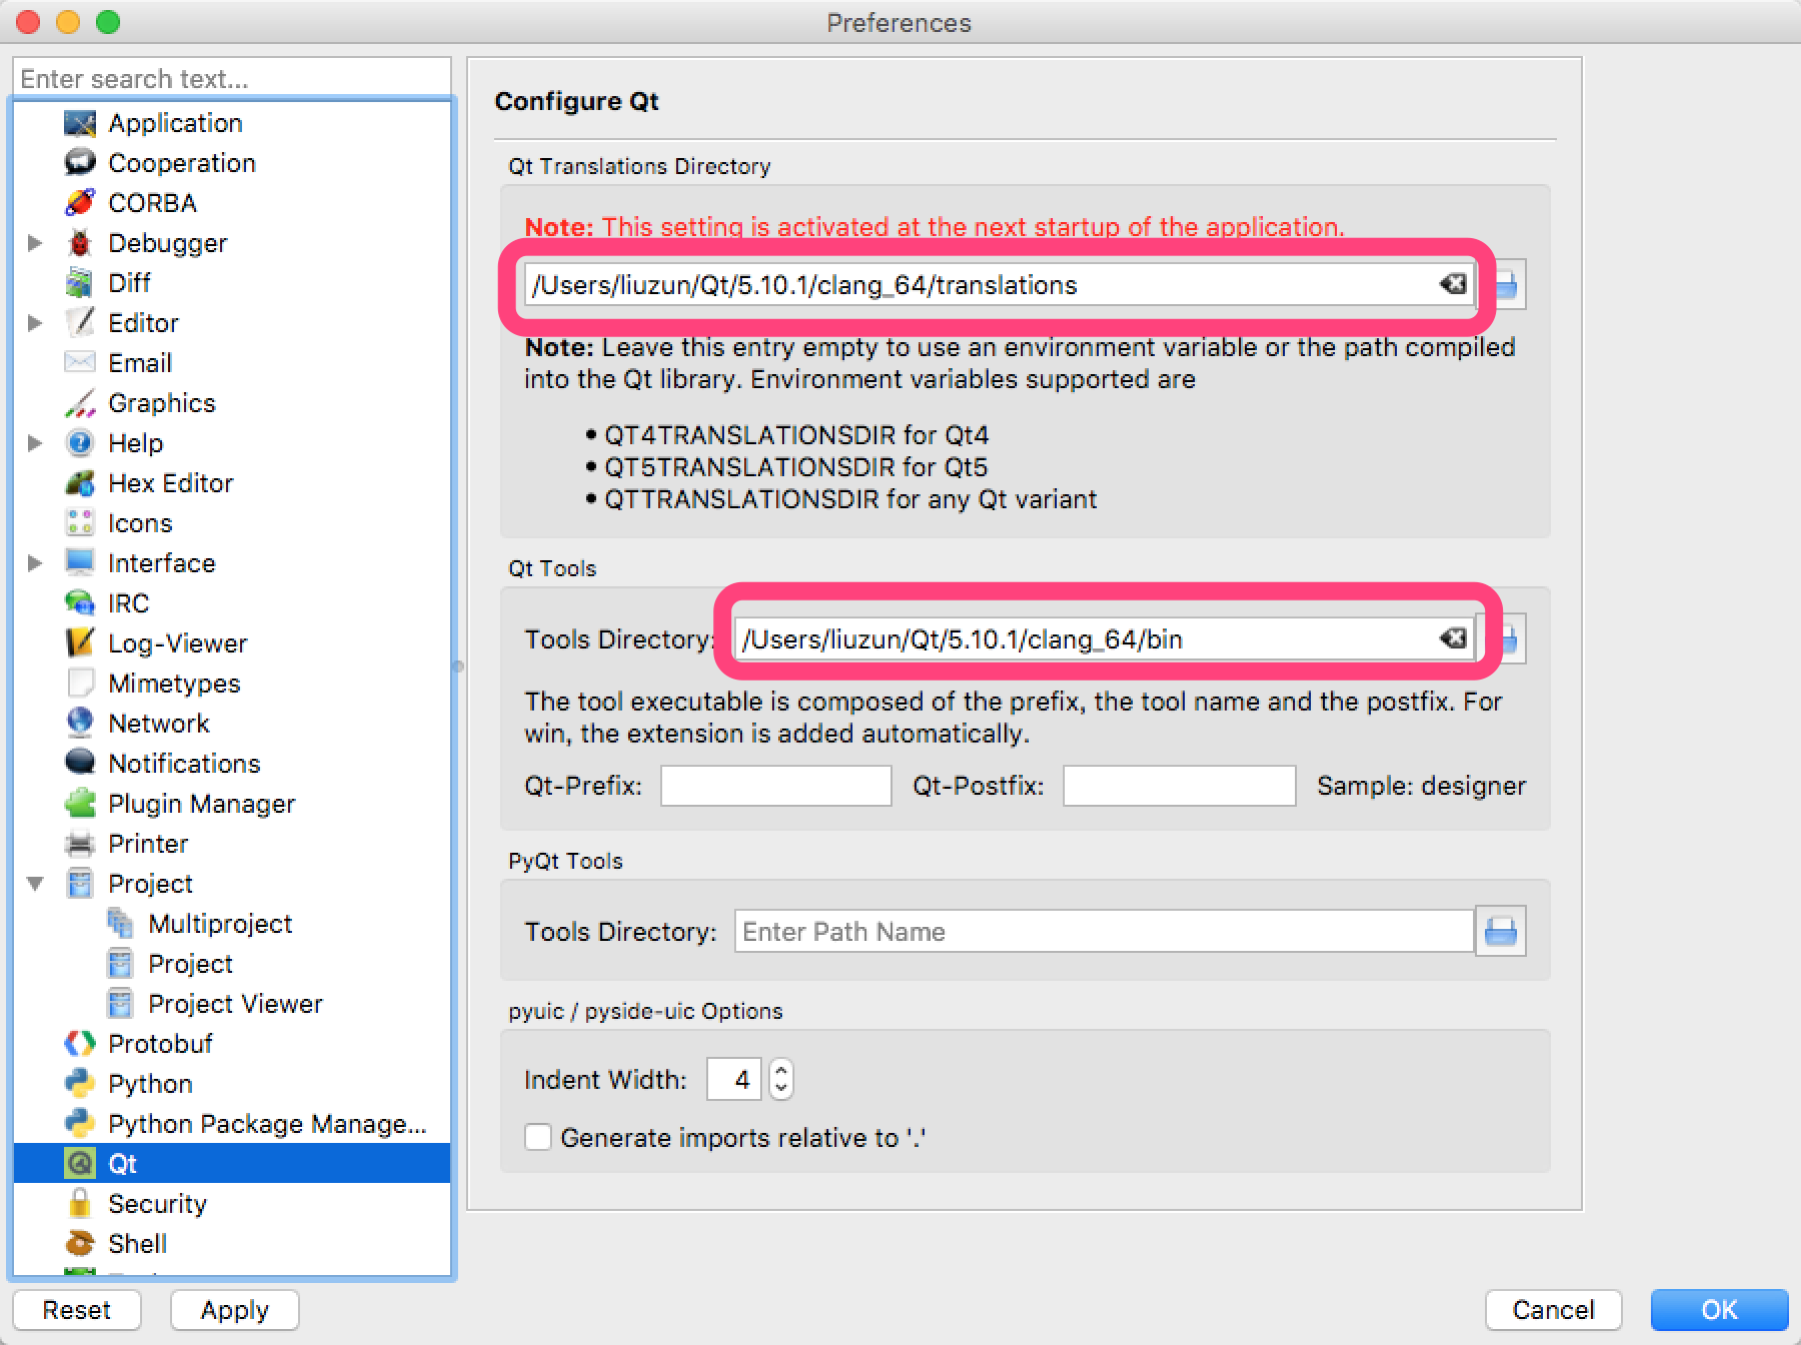 Preferences
Enter search text...
Application
Cooperation
CORBA
Debugger
Diff
Editor
Email
Graphics
Help
Hex Editor
Icons
Interface
IRC
Log-Viewer
Mimetypes
Network
Notifications
Plugin Manager
Printer
Project
Multiproject
Project
Project Viewer
Protobuf
Python
Python Package Manage...
Qt
Security
Shell
Configure Qt
Qt Translations Directory
Note: This setting is activated at the next startup of the application.
/Users/liuzun/Qt/5.10.1/clang_64/translations
Note: Leave this entry empty to use an environment variable or the path compiled
into the Qt library. Environment variables supported are
• QT4TRANSLATIONSDIR for Qt4
• QT5TRANSLATIONSDIR for Qt5
• QTTRANSLATIONSDIR for any Qt variant
Qt Tools
Tools Directory: /Users/liuzun/Qt/5.10.1/clang_64/bin
The tool executable is composed of the prefix, the tool name and the postfix. For
win, the extension is added automatically.
Qt-Prefix: Qt-Postfix: Sample: designer
PyQt Tools
Tools Directory: Enter Path Name
pyuic / pyside-uic Options
Indent Width: 4
Generate imports relative to '.'
Reset Apply Cancel OK